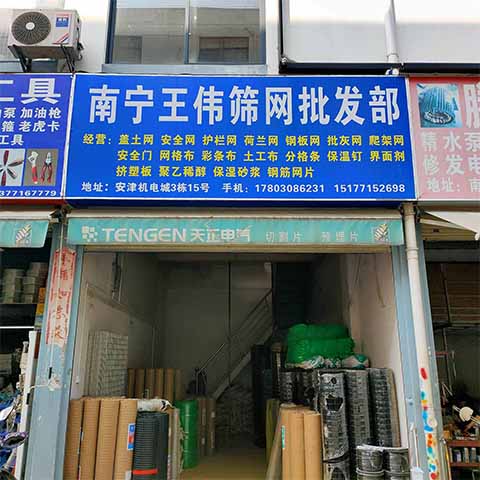 南宁王伟筛网批发部
经营：盖土网 安全网 护栏网 荷兰网 钢板网 批灰网 爬架网
安全门 网格布 彩条布 土工布 分格条 保温钉 界面剂
挤塑板 聚乙稀醇 保湿砂浆 钢筋网片
地址：安津机电城3栋15号 手机：17803086231 15177152698
TENGEN 天正电气 切割片 预埋片
工具
泵 加油枪
箍 老虎卡
工具
377167779
精 水泵
修 发电
地址：南